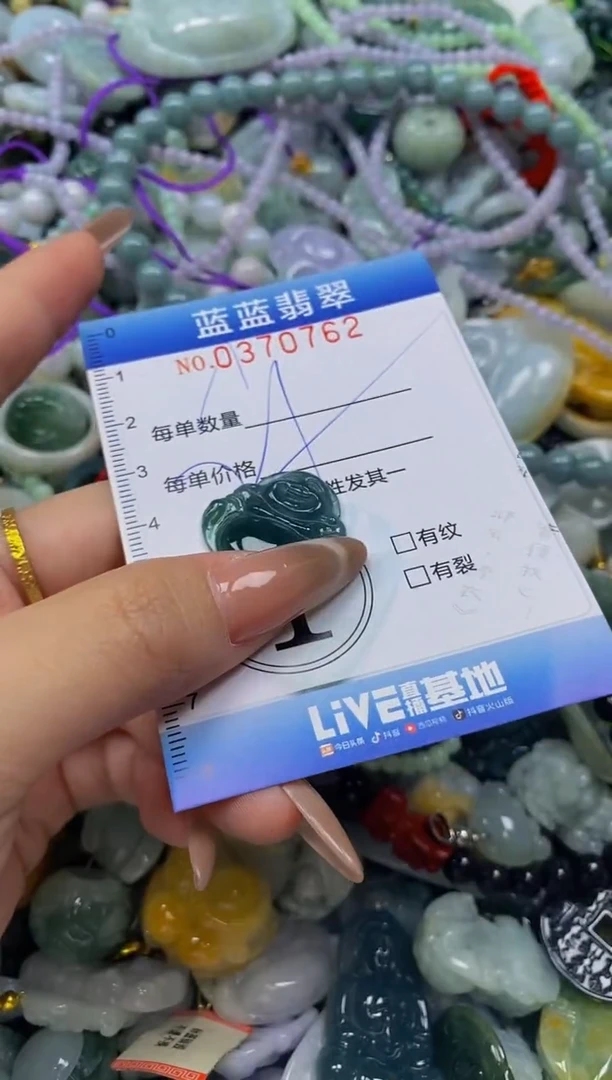 0
蓝蓝翡翠
NO.0370762
1
2
每单数量
3
每单价格
性发其一
4
□有纹
□有裂
1
7
LiVE直播基地
今日头条 抖音 西瓜视频 抖音火山版